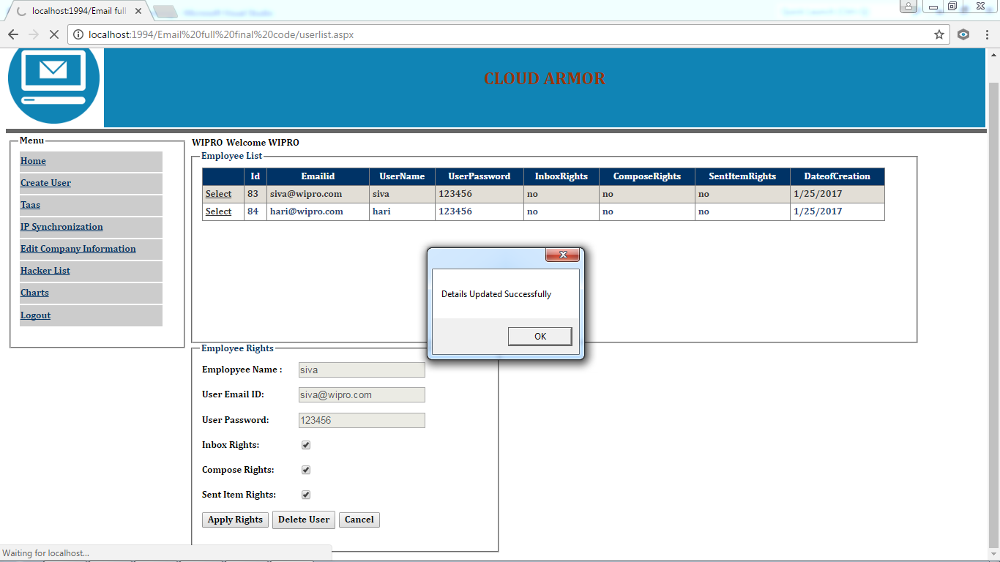 localhost:1994/Email full
localhost:1994/Email%20full%20final%20code/userlist.aspx
CLOUD ARMOR
Menu
Home
Create User
Taas
IP Synchronization
Edit Company Information
Hacker List
Charts
Logout
WIPRO Welcome WIPRO
Employee List
Id Emailid UserName UserPassword InboxRights ComposeRights SentItemRights DateofCreation
Select 83 siva@wipro.com siva 123456 no no no 1/25/2017
Select 84 hari@wipro.com hari 123456 no no no 1/25/2017
Details Updated Successfully
OK
Employee Rights
Emplopyee Name : siva
User Email ID: siva@wipro.com
User Password: 123456
Inbox Rights:
Compose Rights:
Sent Item Rights:
Apply Rights Delete User Cancel
Waiting for localhost...